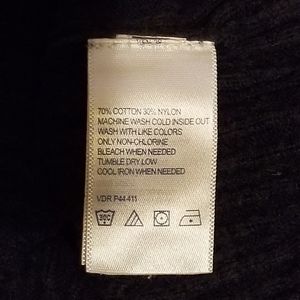 70% COTTON 30% NYLON
MACHINE WASH COLD INSIDE OUT
WASH WITH LIKE COLORS
ONLY NON-CHLORINE
BLEACH WHEN NEEDED
TUMBLE DRY LOW
COOL IRON WHEN NEEDED
VDR P44411
30C